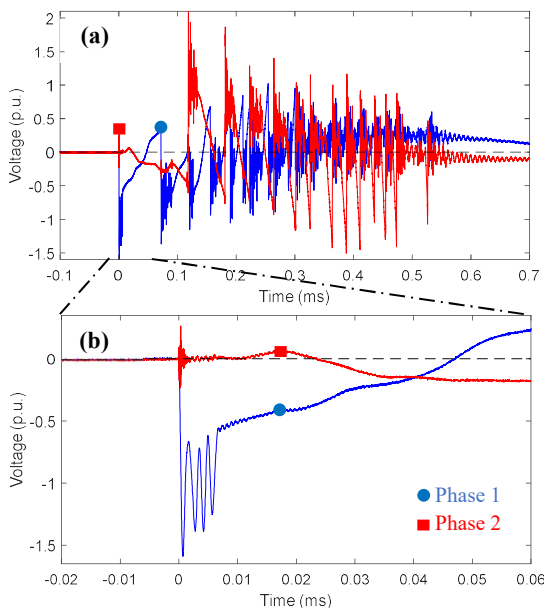 (a)
Voltage (p.u.)
2
1.5
1
0.5
0
-0.5
-1
-1.5
-0.1 0 0.1 0.2 0.3 0.4 0.5 0.6 0.7
Time (ms)
(b)
Voltage (p.u.)
0
-0.5
-1
-1.5
Phase 1
Phase 2
-0.02 -0.01 0 0.01 0.02 0.03 0.04 0.05 0.06
Time (ms)